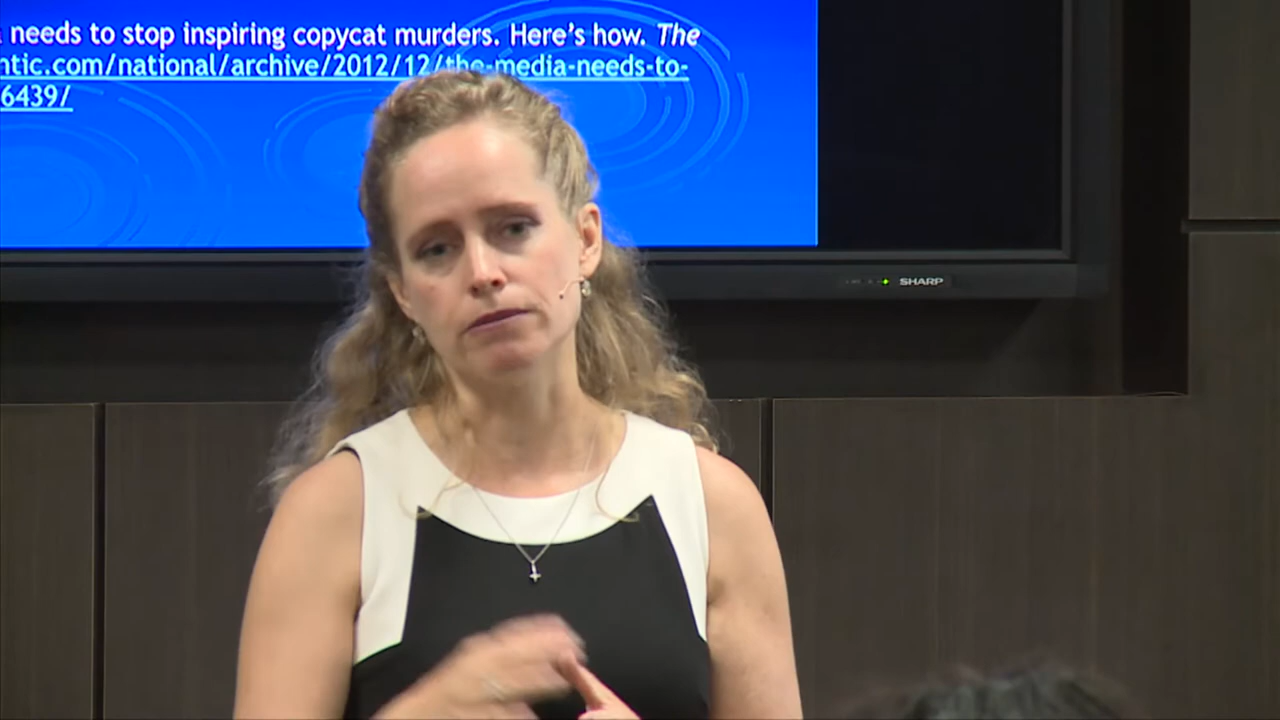 needs to stop inspiring copycat murders. Here's how. The
ntic.com/national/archive/2012/12/the-media-needs-to-
6439/
SHARP